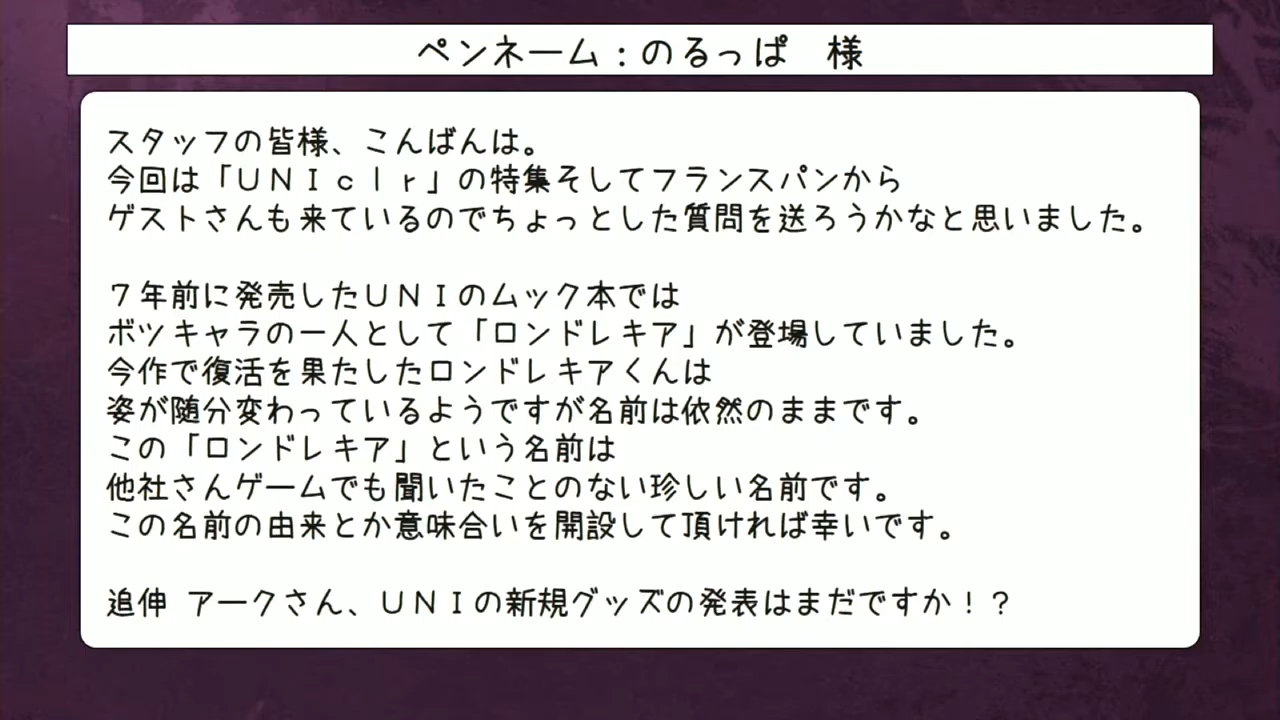 ペンネーム：のるっぱ　様
スタッフの皆様、こんばんは。
今回は「ＵＮＩｃｌｒ」の特集そしてフランスパンから
ゲストさんも来ているのでちょっとした質問を送ろうかなと思いました。
７年前に発売したＵＮＩのムック本では
ボツキャラの一人として「ロンドレキア」が登場していました。
今作で復活を果たしたロンドレキアくんは
姿が随分変わっているようですが名前は依然のままです。
この「ロンドレキア」という名前は
他社さんゲームでも聞いたことのない珍しい名前です。
この名前の由来とか意味合いを開設して頂ければ幸いです。
追伸 アークさん、ＵＮＩの新規グッズの発表はまだですか！？